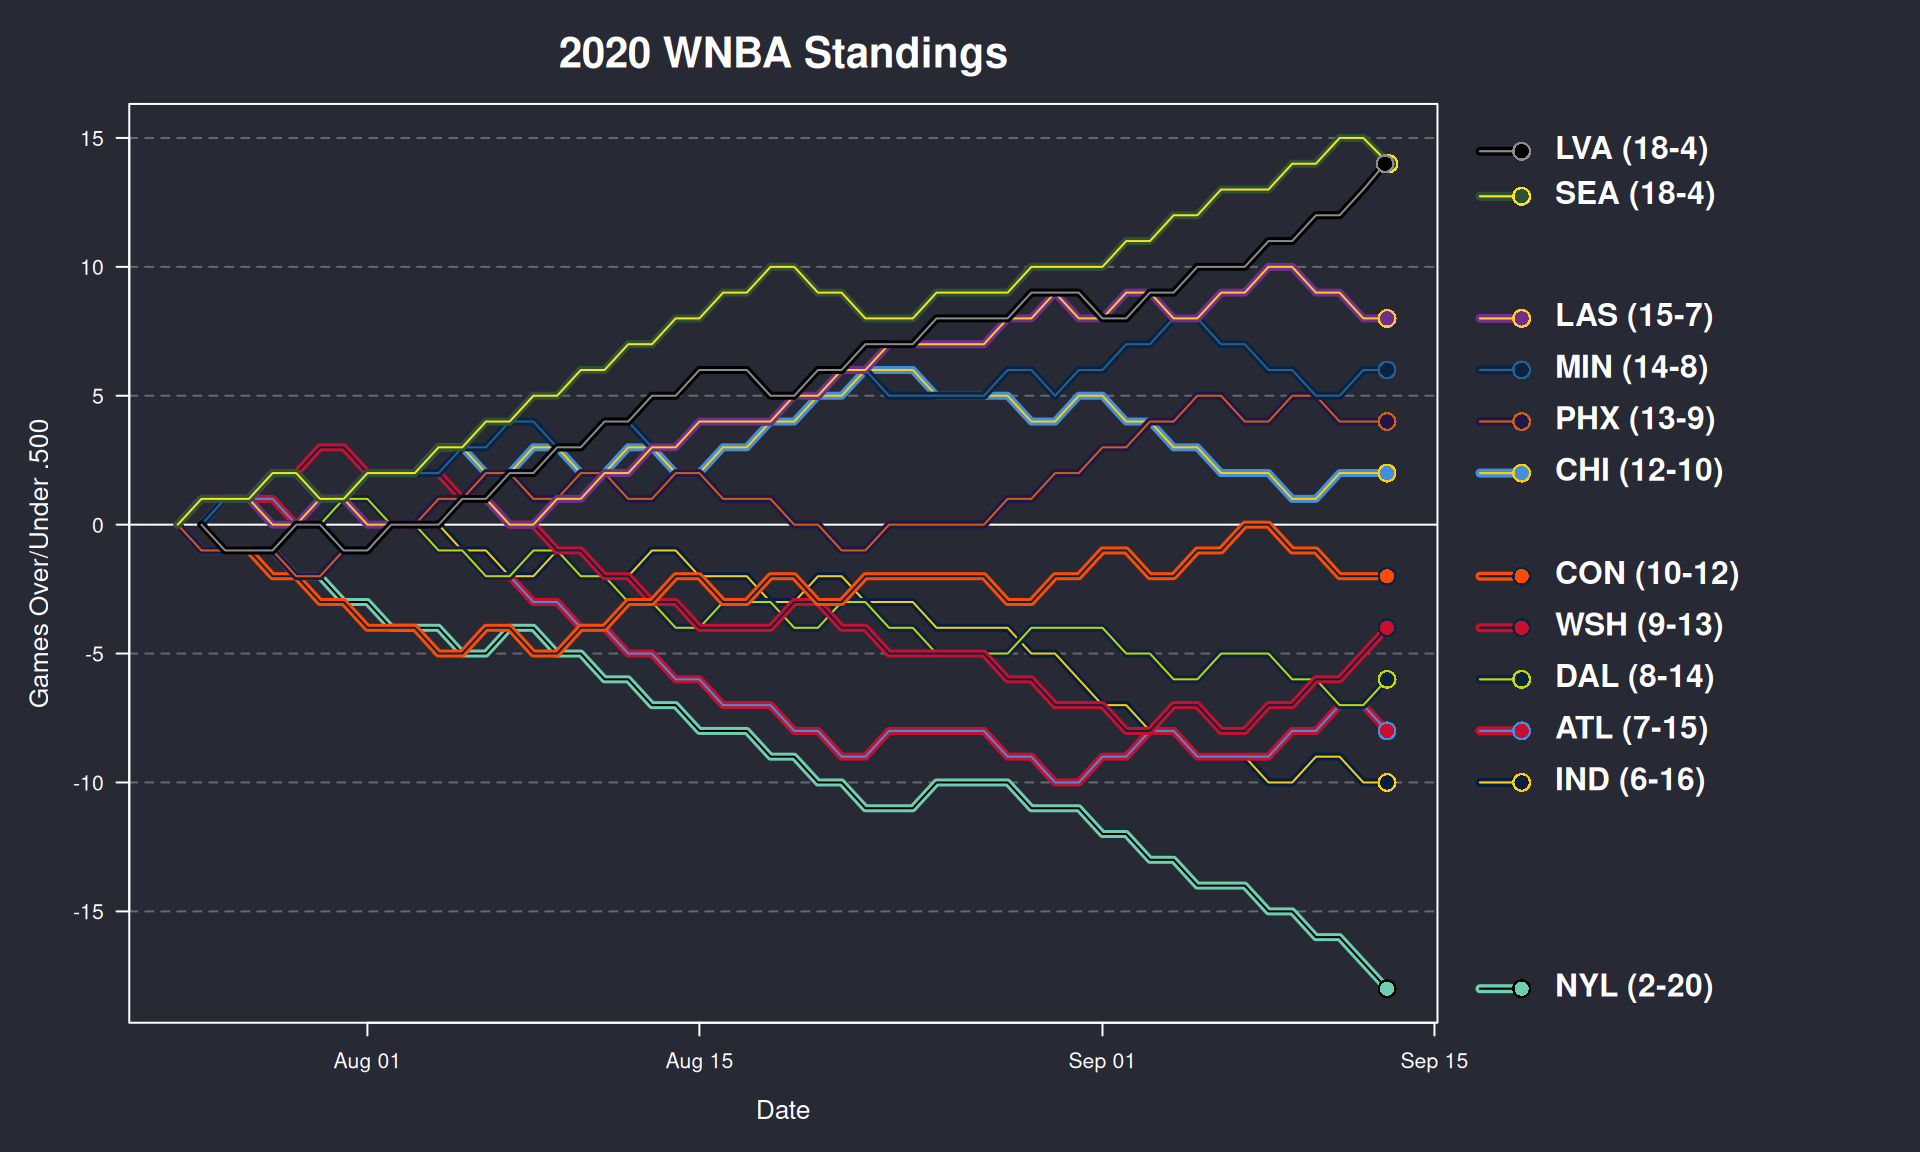 2020 WNBA Standings
Games Over/Under .500
15
10
5
0
-5
-10
-15
Aug 01
Aug 15
Sep 01
Sep 15
Date
LVA (18-4)
SEA (18-4)
LAS (15-7)
MIN (14-8)
PHX (13-9)
CHI (12-10)
CON (10-12)
WSH (9-13)
DAL (8-14)
ATL (7-15)
IND (6-16)
NYL (2-20)